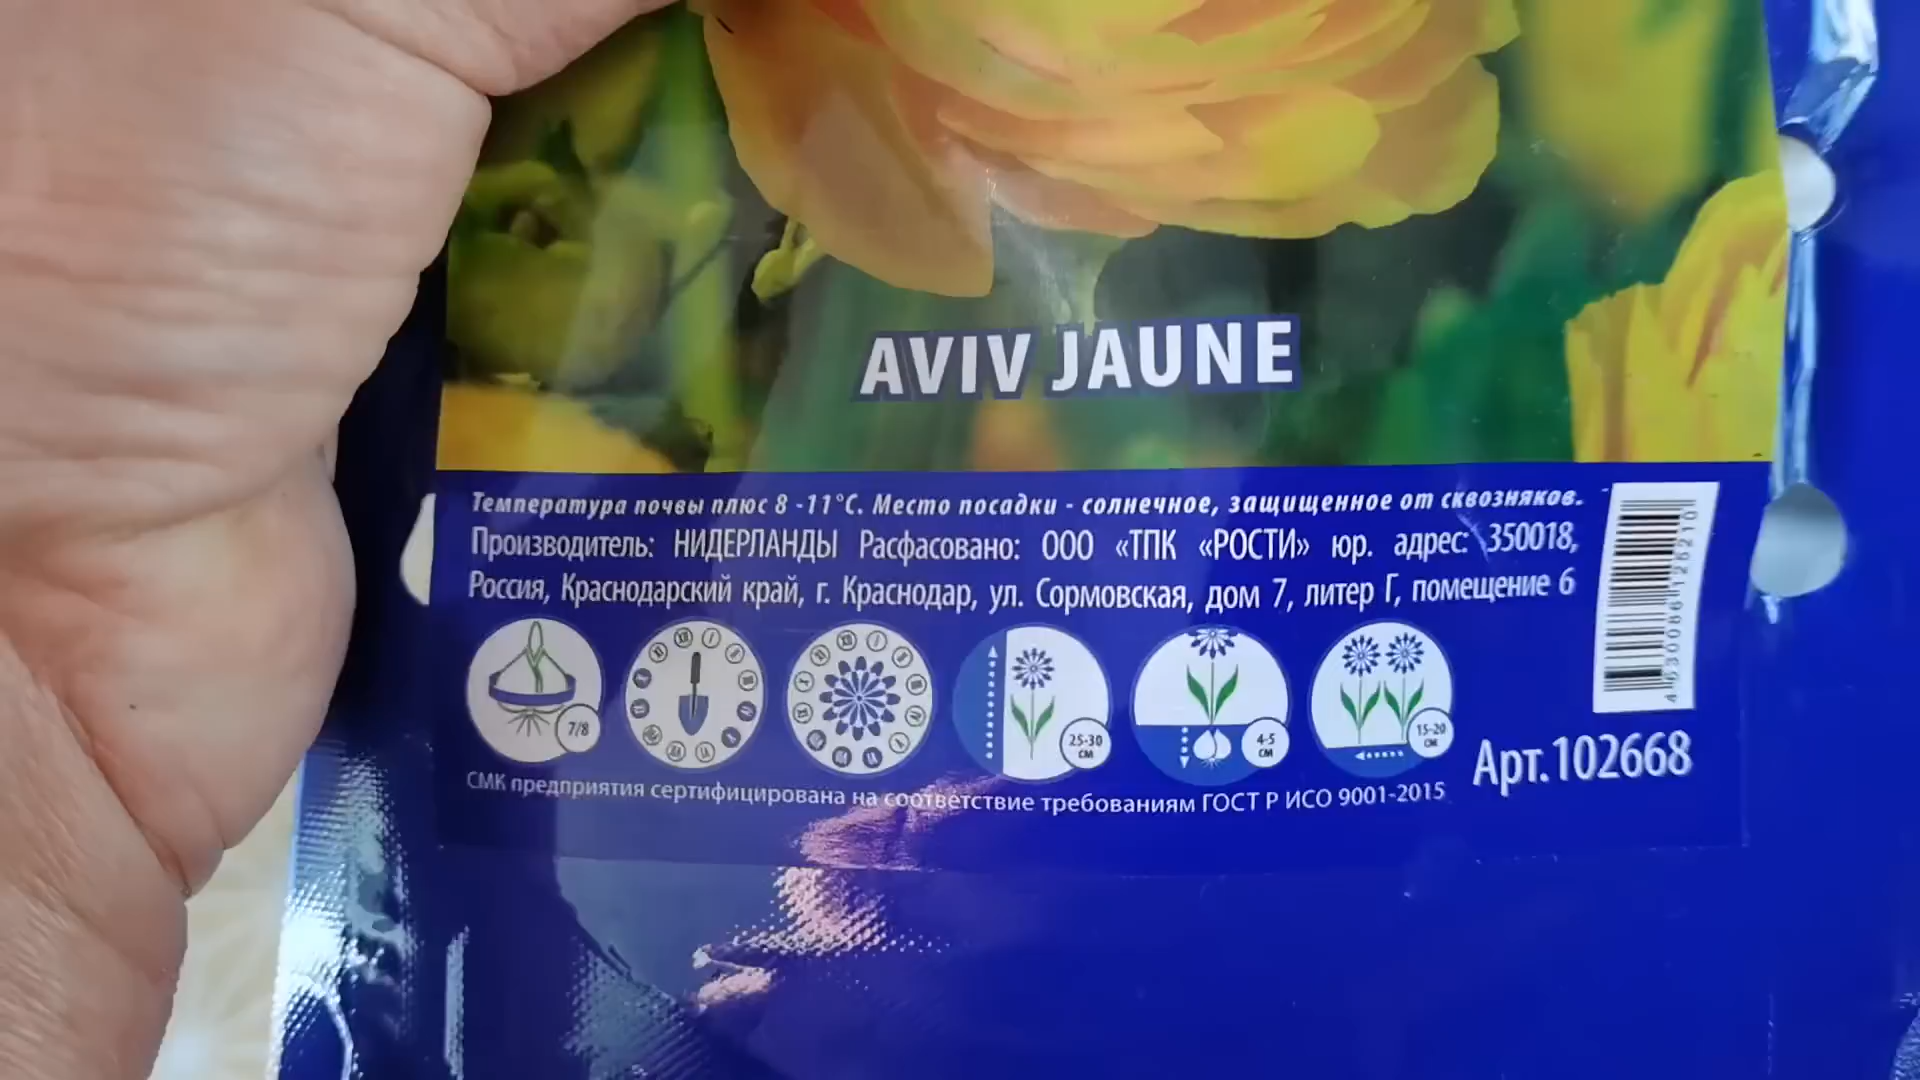 AVIV JAUNE
Температура почвы плюс 8 -11°С. Место посадки - солнечное, защищенное от сквозняков.
Производитель: НИДЕРЛАНДЫ Расфасовано: ООО «ТПК «РОСТИ» юр. адрес: 350018,
Россия, Краснодарский край, г. Краснодар, ул. Сормовская, дом 7, литер Г, помещение 6
7/8
25-30 СМ
4-5 СМ
15-20 СМ
Арт.102668
СМК предприятия сертифицирована на соответствие требованиям ГОСТ Р ИСО 9001-2015